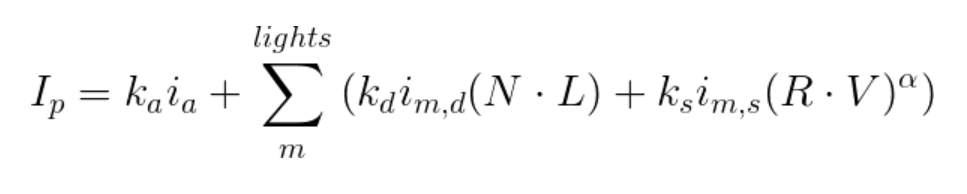 lights
I_p = k_a i_a + ∑ (k_d i_{m,d}(N · L) + k_s i_{m,s}(R · V)^α)
m